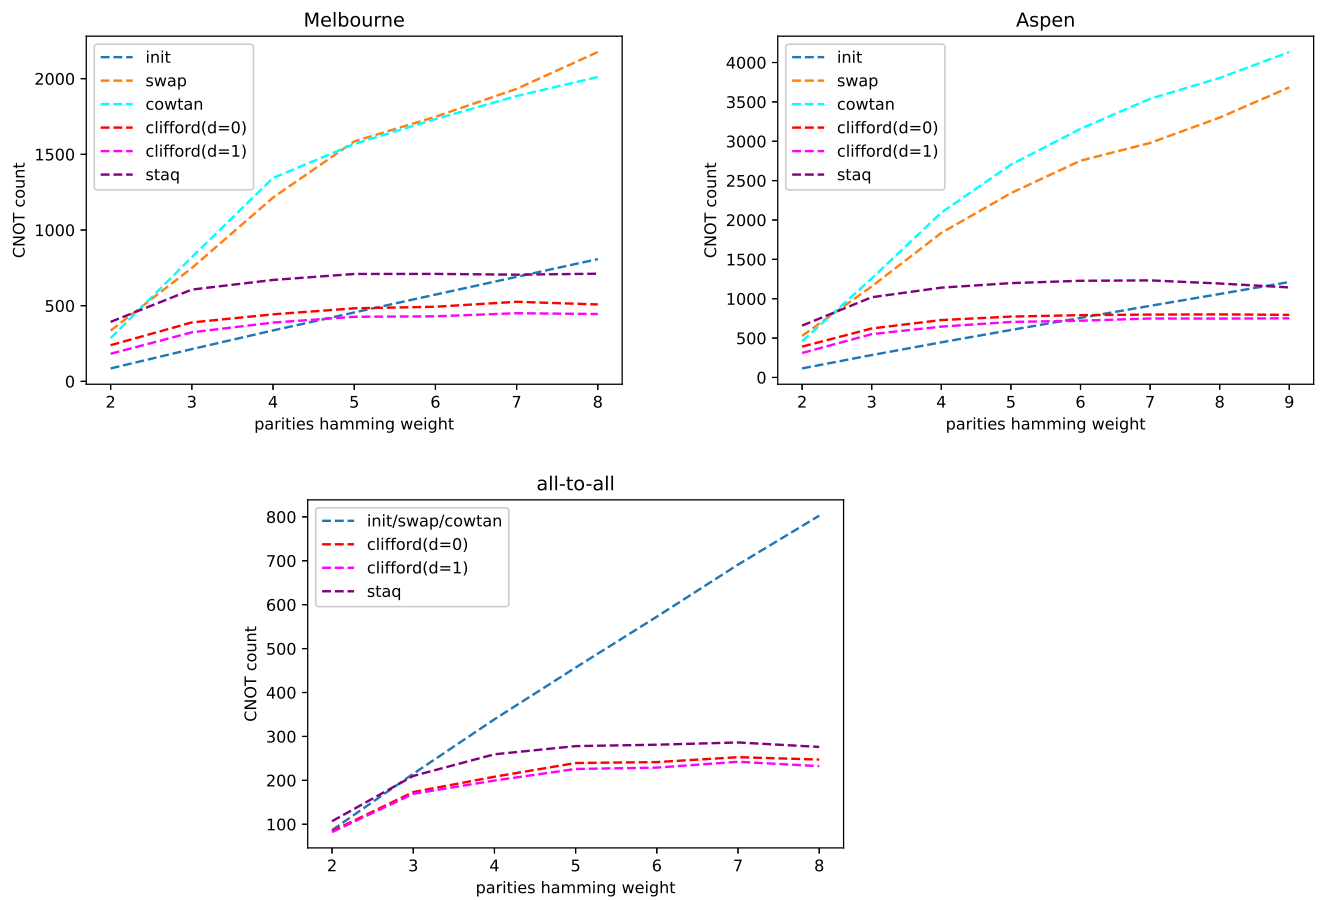 Melbourne
init
swap
cowtan
clifford(d=0)
clifford(d=1)
staq
2000
1500
1000
500
0
CNOT count
2 3 4 5 6 7 8
parities hamming weight
Aspen
init
swap
cowtan
clifford(d=0)
clifford(d=1)
staq
4000
3500
3000
2500
2000
1500
1000
500
0
CNOT count
2 3 4 5 6 7 8 9
parities hamming weight
all-to-all
init/swap/cowtan
clifford(d=0)
clifford(d=1)
staq
800
700
600
500
400
300
200
100
CNOT count
2 3 4 5 6 7 8
parities hamming weight